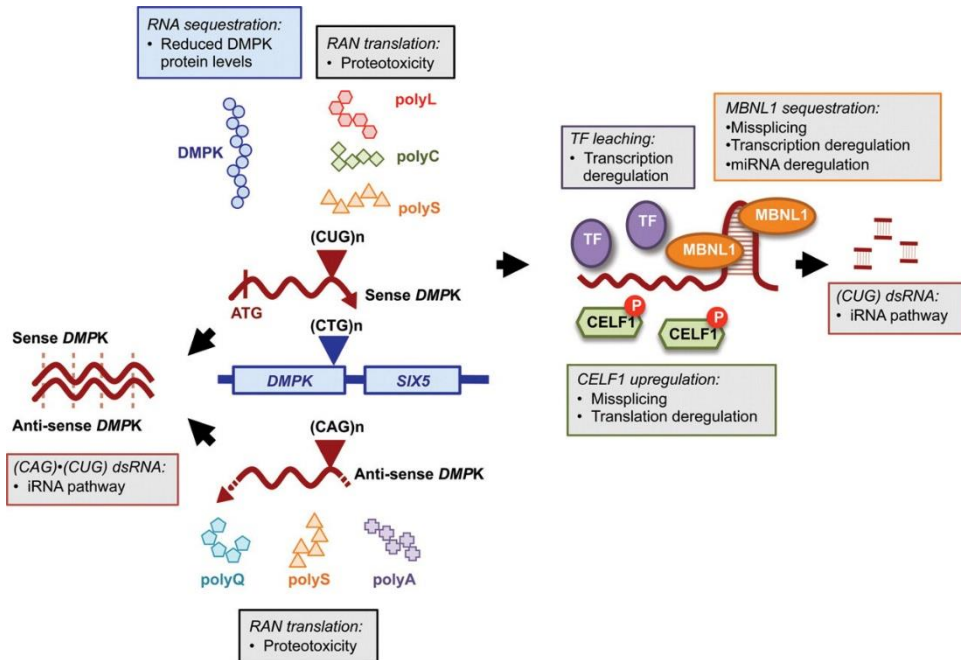 RNA sequestration:
• Reduced DMPK
protein levels
RAN translation:
• Proteotoxicity
DMPK
polyL
polyC
polyS
(CUG)n
ATG
Sense DMPK
(CTG)n
DMPK
SIX5
(CAG)n
Anti-sense DMPK
polyQ
polyS
polyA
RAN translation:
• Proteotoxicity
Sense DMPK
Anti-sense DMPK
(CAG)•(CUG) dsRNA:
• iRNA pathway
TF leaching:
• Transcription
deregulation
MBNL1 sequestration:
•Missplicing
•Transcription deregulation
•miRNA deregulation
TF
TF
MBNL1
MBNL1
CELF1
P
CELF1
P
CELF1 upregulation:
• Missplicing
• Translation deregulation
(CUG) dsRNA:
• iRNA pathway